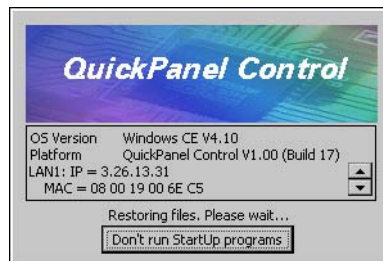 QuickPanel Control
OS Version Windows CE V4.10
Platform QuickPanel Control V1.00 (Build 17)
LAN1: IP = 3.26.13.31
MAC = 08 00 19 00 6E C5
Restoring files. Please wait...
Don't run StartUp programs